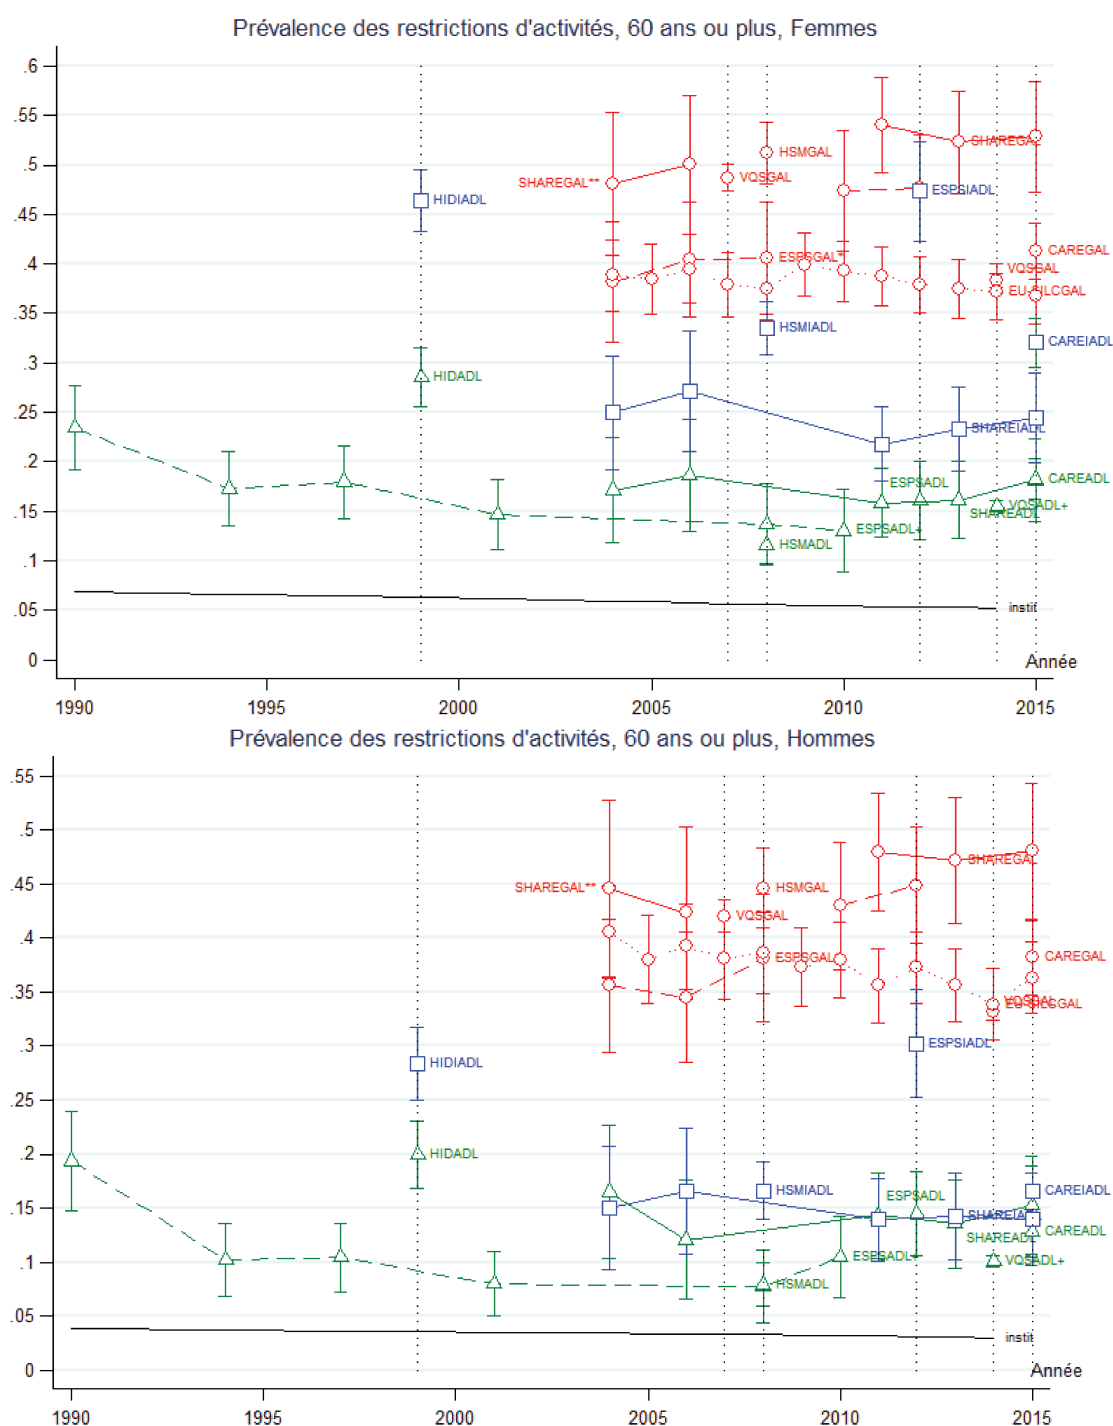 Prévalence des restrictions d'activités, 60 ans ou plus, Femmes
.6
.55
.5
.45
.4
.35
.3
.25
.2
.15
.1
.05
0
SHAREGAL
HSMGAL
SHAREGAL**
VQSGAL
ESPSIADL
HIDIADL
CAREGAL
ESPSGAL*
VQSGAL
EU-SILCGAL
HSMIADL
CAREIADL
HIDADL
SHAREIADL
ESPSADL
CAREADL
VQSADL+
SHAREADL
ESPSADL+
HSMADL
instit
Année
1990 1995 2000 2005 2010 2015
Prévalence des restrictions d'activités, 60 ans ou plus, Hommes
.55
.5
.45
.4
.35
.3
.25
.2
.15
.1
.05
0
SHAREGAL
SHAREGAL**
HSMGAL
VQSGAL
ESPSGAL
CAREGAL
VQSGAL
EU-SILCGAL
ESPSIADL
HIDIADL
HIDADL
ESPSADL
HSMIADL
CAREIADL
SHAREIADL
CAREADL
SHAREADL
ESPSADL+
VQSADL+
HSMADL
instit
Année
1990 1995 2000 2005 2010 2015